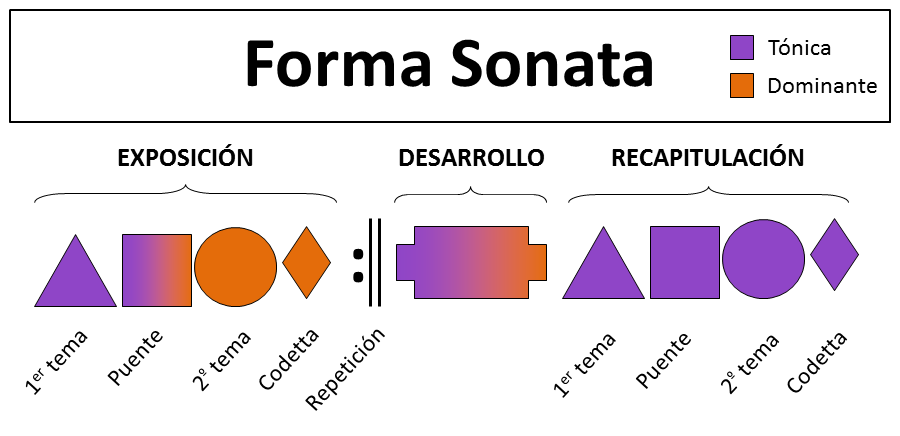 Forma Sonata
Tónica
Dominante
EXPOSICIÓN
DESARROLLO
RECAPITULACIÓN
1er tema
Puente
2º tema
Codetta
Repetición
1er tema
Puente
2º tema
Codetta